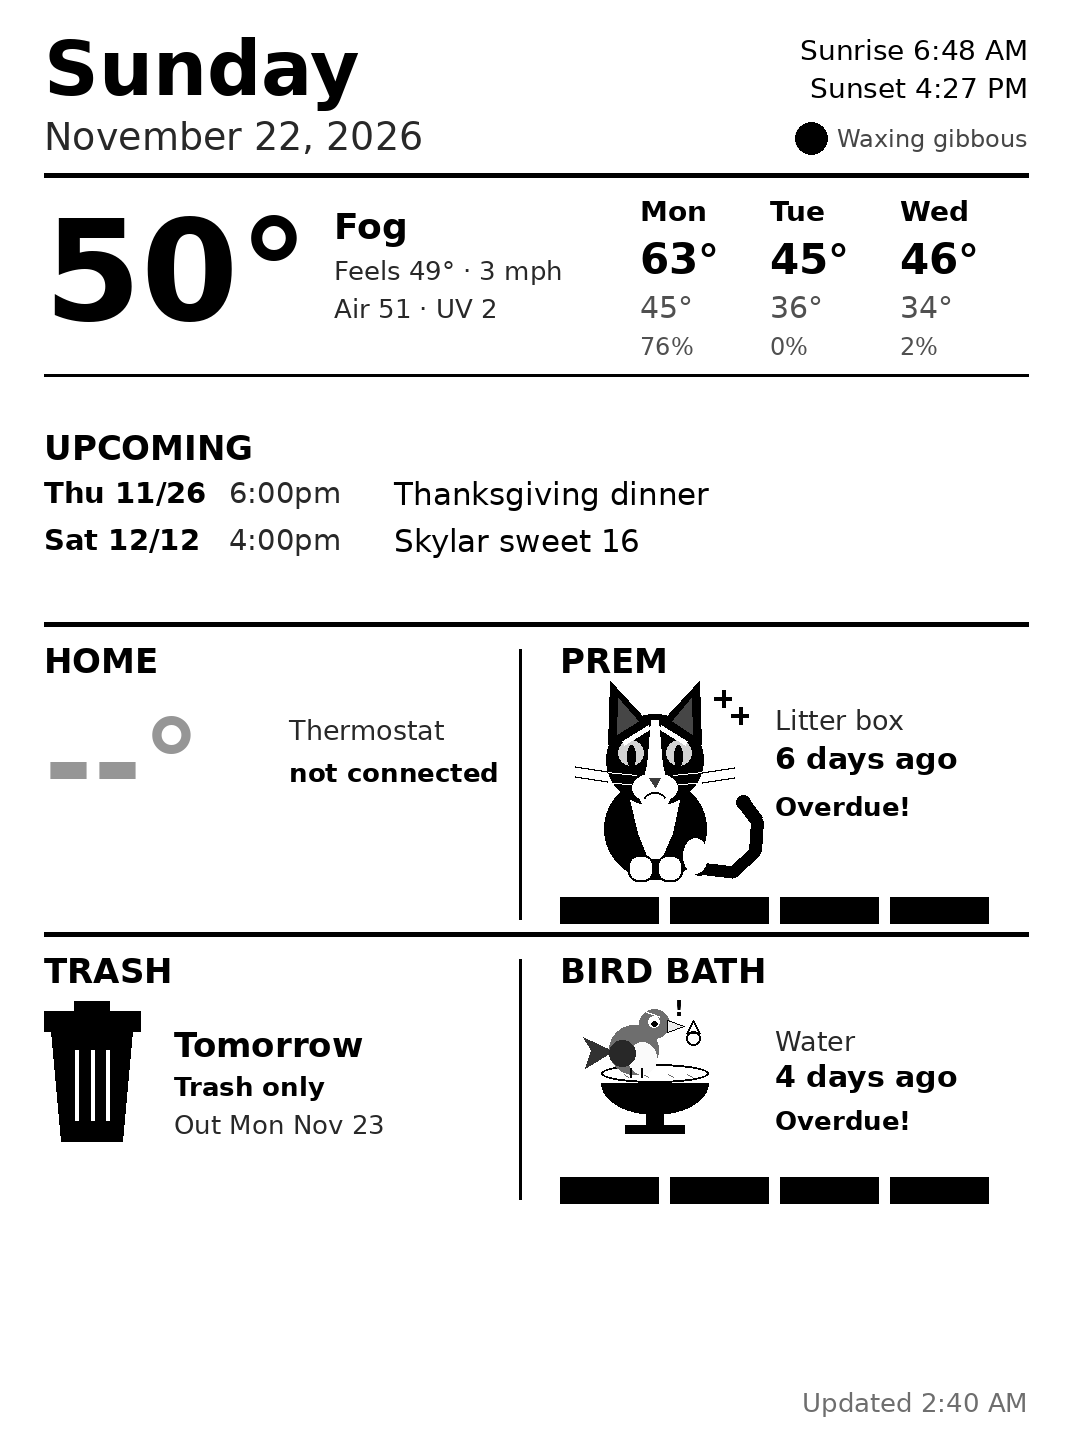 Sunday
November 22, 2026
Sunrise 6:48 AM
Sunset 4:27 PM
Waxing gibbous
50°
Fog
Feels 49° · 3 mph
Air 51 · UV 2
Mon Tue Wed
63° 45° 46°
45° 36° 34°
76% 0% 2%
UPCOMING
Thu 11/26 6:00pm Thanksgiving dinner
Sat 12/12 4:00pm Skylar sweet 16
HOME
--°
Thermostat
not connected
PREM
Litter box
6 days ago
Overdue!
TRASH
Tomorrow
Trash only
Out Mon Nov 23
BIRD BATH
!
Water
4 days ago
Overdue!
Updated 2:40 AM